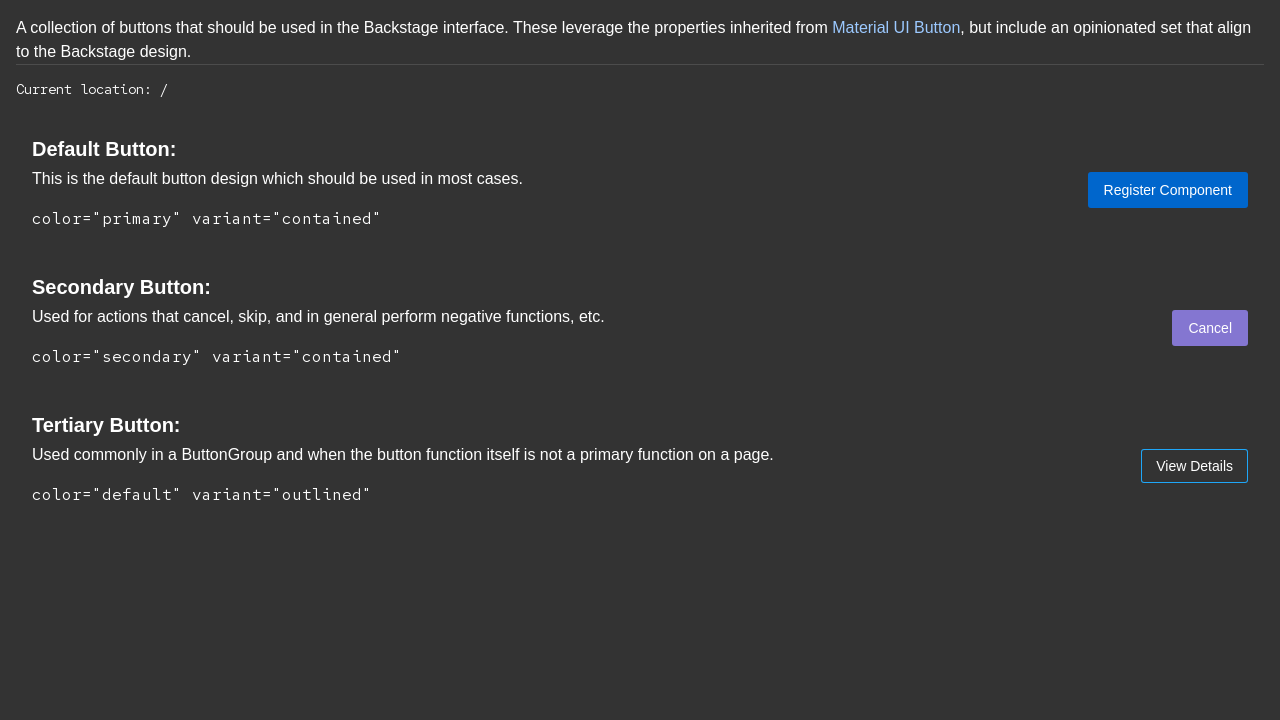 A collection of buttons that should be used in the Backstage interface. These leverage the properties inherited from Material UI Button, but include an opinionated set that align
to the Backstage design.
Current location: /
Default Button:
This is the default button design which should be used in most cases.
Register Component
color="primary" variant="contained"
Secondary Button:
Used for actions that cancel, skip, and in general perform negative functions, etc.
Cancel
color="secondary" variant="contained"
Tertiary Button:
Used commonly in a ButtonGroup and when the button function itself is not a primary function on a page.
View Details
color="default" variant="outlined"